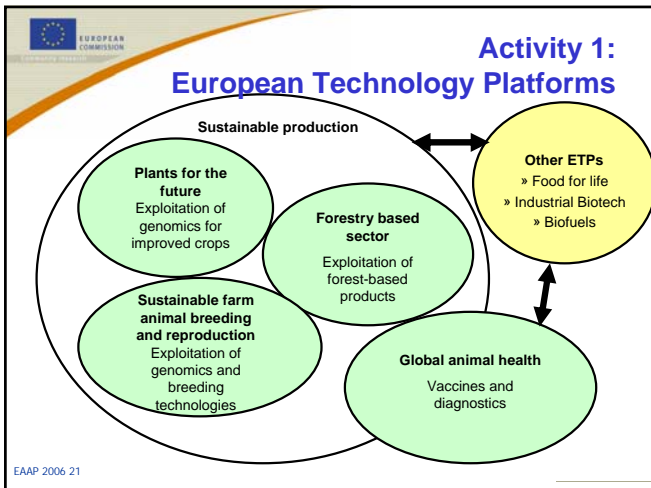 EUROPEAN
COMMISSION
Community research
Activity 1:
European Technology Platforms
Sustainable production
Plants for the
future
Exploitation of
genomics for
improved crops
Forestry based
sector
Exploitation of
forest-based
products
Sustainable farm
animal breeding
and reproduction
Exploitation of
genomics and
breeding
technologies
Other ETPs
» Food for life
» Industrial Biotech
» Biofuels
Global animal health
Vaccines and
diagnostics
EAAP 2006 21